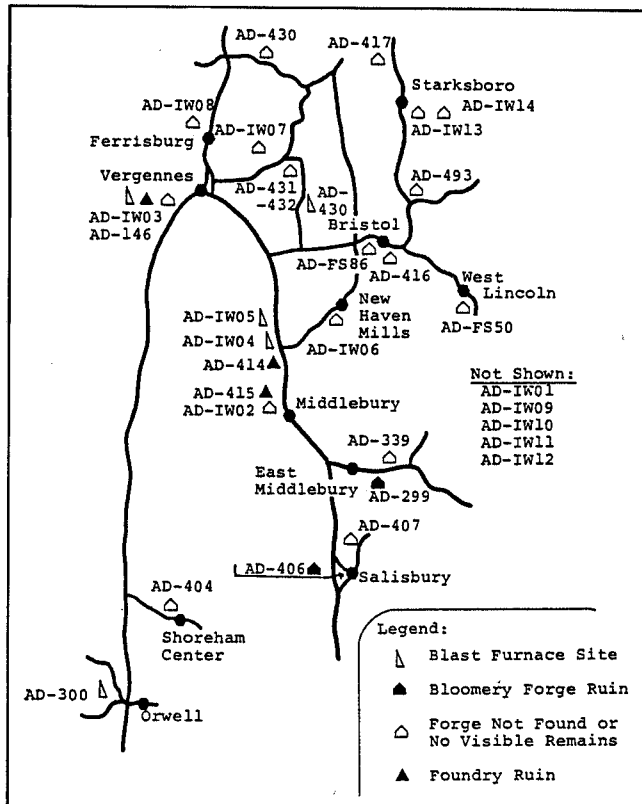 AD-430
AD-417
Starksboro
AD-IW14
AD-IW13
AD-IW08
AD-IW07
Ferrisburg
Vergennes
AD-431
-432
AD-
430
AD-493
AD-IW03
AD-146
Bristol
AD-FS86
AD-416
West
Lincoln
AD-FS50
New
Haven
Mills
AD-IW05
AD-IW04
AD-IW06
AD-414
AD-415
AD-IW02
Middlebury
Not Shown:
AD-IW01
AD-IW09
AD-IW10
AD-IW11
AD-IW12
AD-339
East
Middlebury
AD-299
AD-407
AD-406
Salisbury
AD-404
Shoreham
Center
AD-300
Orwell
Legend:
Blast Furnace Site
Bloomery Forge Ruin
Forge Not Found or
No Visible Remains
Foundry Ruin